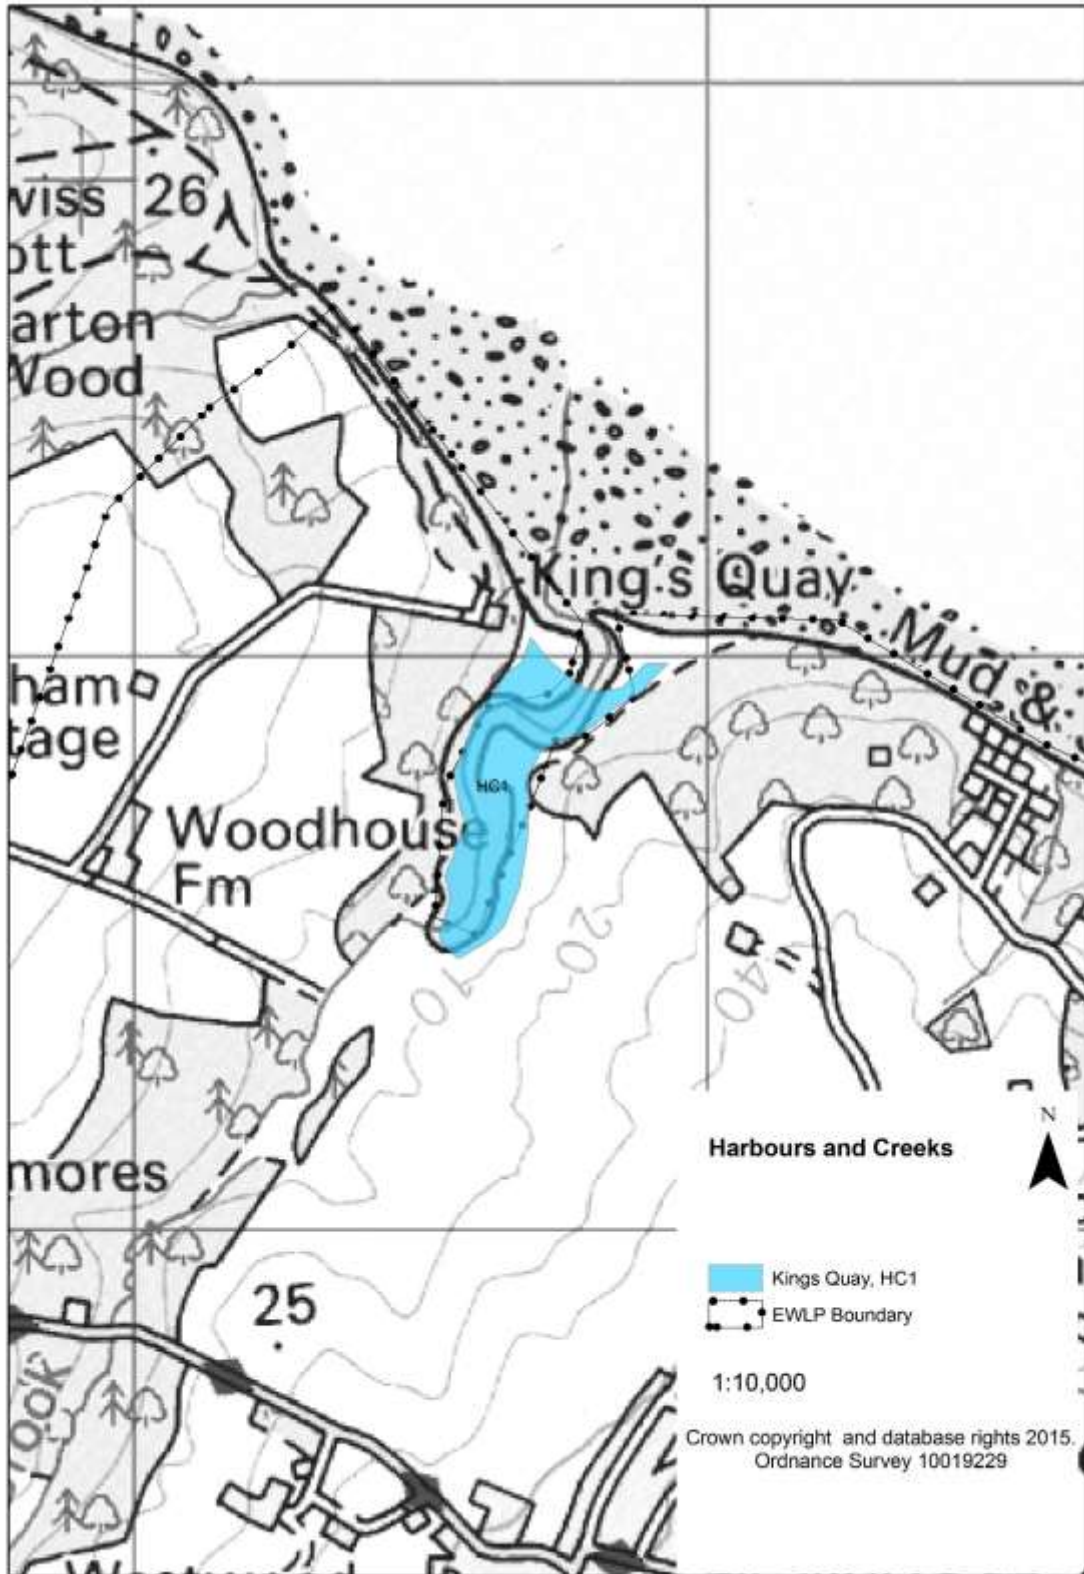 wiss 26
ott
arton
Wood
King's Quay
Mud &
ham
tage
HC1
Woodhouse
Fm
20
10
40
N
Harbours and Creeks
mores
Kings Quay, HC1
EWLP Boundary
25
1:10,000
ook
Crown copyright and database rights 2015.
Ordnance Survey 10019229